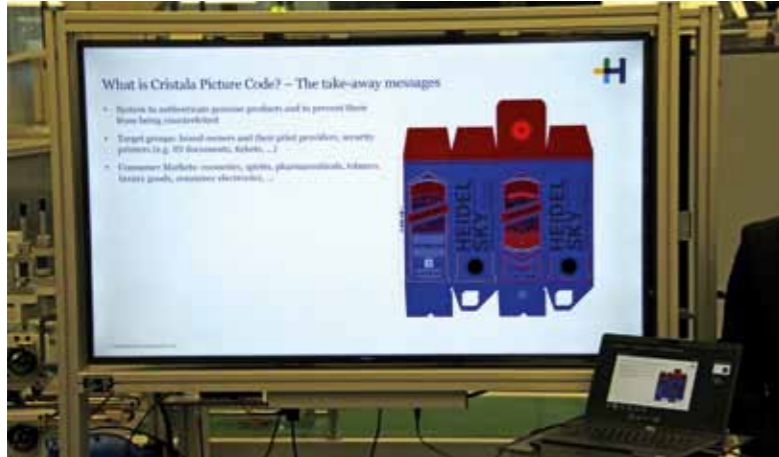 What is Cristala Picture Code? – The take-away messages
• System to authenticate genuine products and to prevent them
from being counterfeited
• Target groups: brand owners and their print providers, security
printers (e.g. ID documents, tickets, ...)
• Consumer Markets: cosmetics, spirits, pharmaceuticals, tobacco,
luxury goods, consumer electronics, ...
H
HEIDEL
SKY
HEIDEL
SKY